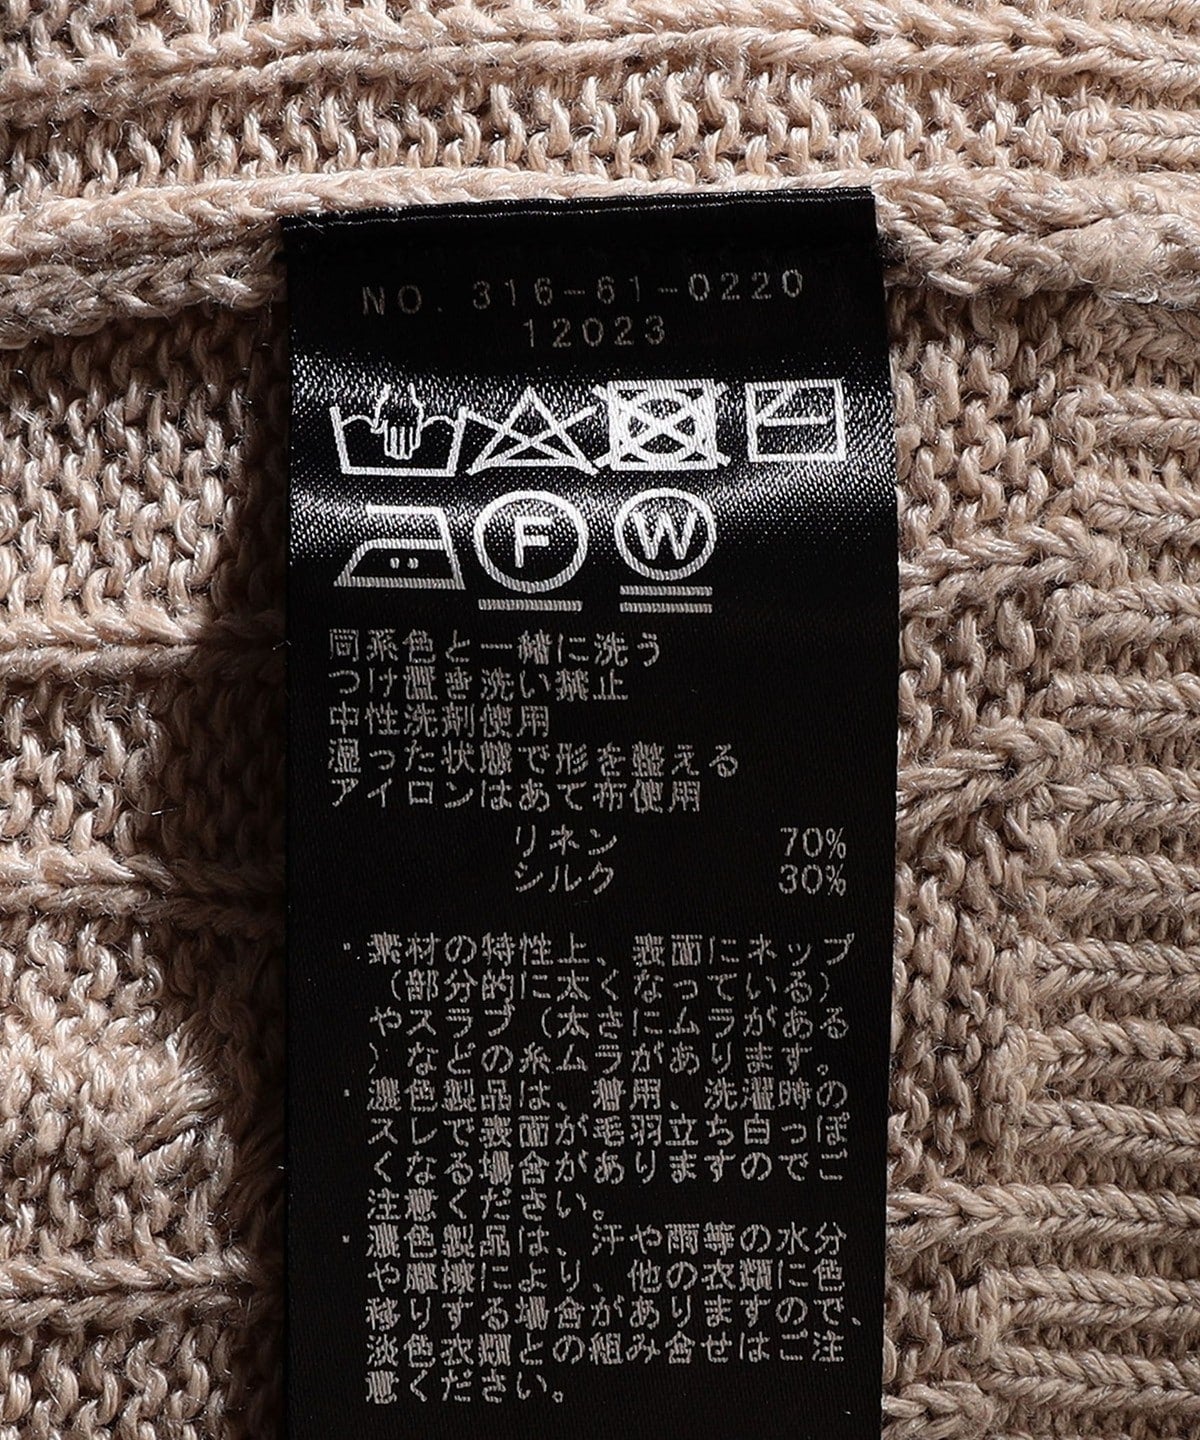 NO. 316-61-0220
12023
F W
同系色と一緒に洗う
つけ置き洗い禁止
中性洗剤使用
湿った状態で形を整える
アイロンはあて布使用
リネン 70%
シルク 30%
・素材の特性上、表面にネップ
（部分的に太くなっている）
やスラブ（太さにムラがある
）などの糸ムラがあります。
・濃色製品は、着用、洗濯時の
スレで表面が毛羽立ち白っぽ
くなる場合がありますのでご
注意ください。
・濃色製品は、汗や雨等の水分
や摩擦により、他の衣類に色
移りする場合がありますので、
淡色衣類との組み合せはご注
意ください。